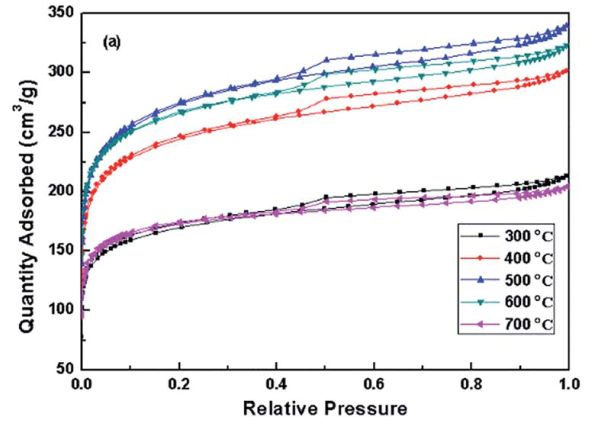 (a)
Quantity Adsorbed (cm³/g)
350
300
250
200
150
100
50
0.0 0.2 0.4 0.6 0.8 1.0
Relative Pressure
300 °C
400 °C
500 °C
600 °C
700 °C